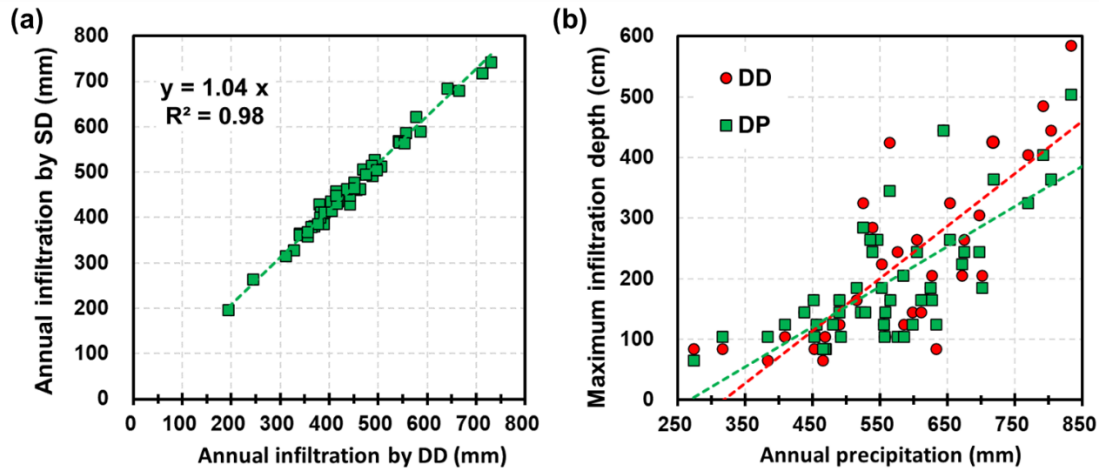 (a)
Annual infiltration by SD (mm)
800
700
600
500
400
300
200
100
0
y = 1.04 x
R² = 0.98
0 100 200 300 400 500 600 700 800
Annual infiltration by DD (mm)
(b)
Maximum infiltration depth (cm)
600
500
400
300
200
100
0
DD
DP
250 350 450 550 650 750 850
Annual precipitation (mm)